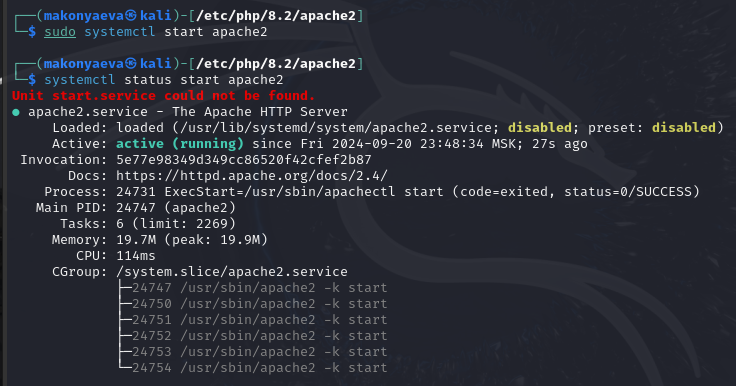 ┌──(makonyaeva㉿kali)-[/etc/php/8.2/apache2]
└─$ sudo systemctl start apache2
┌──(makonyaeva㉿kali)-[/etc/php/8.2/apache2]
└─$ systemctl status start apache2
Unit start.service could not be found.
● apache2.service - The Apache HTTP Server
Loaded: loaded (/usr/lib/systemd/system/apache2.service; disabled; preset: disabled)
Active: active (running) since Fri 2024-09-20 23:48:34 MSK; 27s ago
Invocation: 5e77e98349d349cc86520f42cfef2b87
Docs: https://httpd.apache.org/docs/2.4/
Process: 24731 ExecStart=/usr/sbin/apachectl start (code=exited, status=0/SUCCESS)
Main PID: 24747 (apache2)
Tasks: 6 (limit: 2269)
Memory: 19.7M (peak: 19.9M)
CPU: 114ms
CGroup: /system.slice/apache2.service
├─24747 /usr/sbin/apache2 -k start
├─24750 /usr/sbin/apache2 -k start
├─24751 /usr/sbin/apache2 -k start
├─24752 /usr/sbin/apache2 -k start
├─24753 /usr/sbin/apache2 -k start
└─24754 /usr/sbin/apache2 -k start